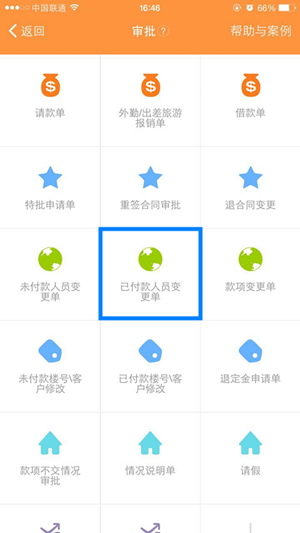 中国联通 16:46 66%
返回 审批 ? 帮助与案例
$ $ $
请款单 外勤/出差旅游 借款单
报销单
特批申请单 重签合同审批 退合同变更
未付款人员变 已付款人员变 款项变更单
更单 更单
未付款楼号\客 已付款楼号\客 退定金申请单
户修改 户修改
款项不交情况 情况说明单 请假
审批